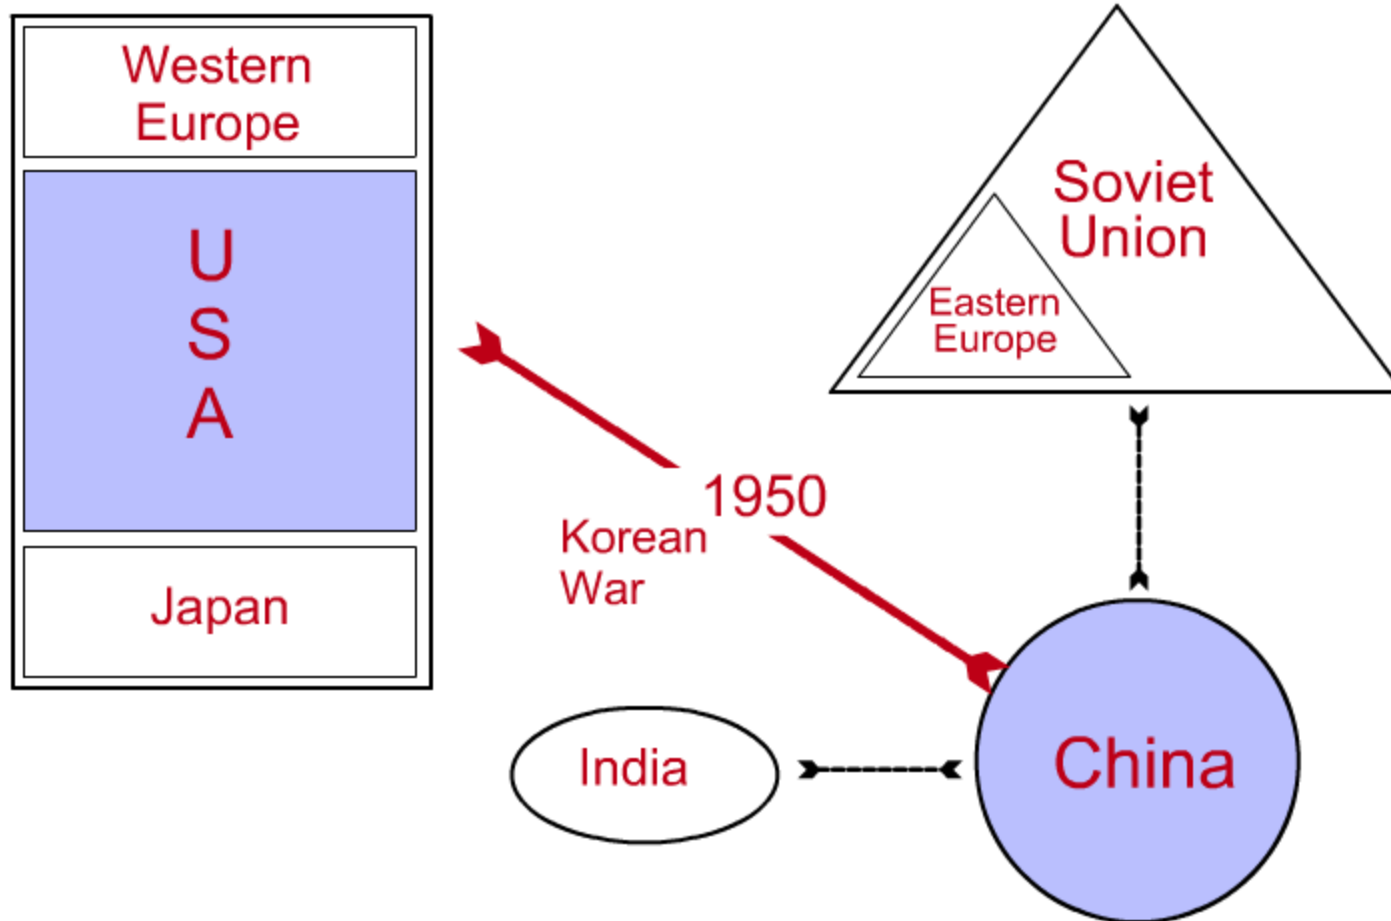 Western
Europe
U
S
A
Japan
Soviet
Union
Eastern
Europe
1950
Korean
War
India
China